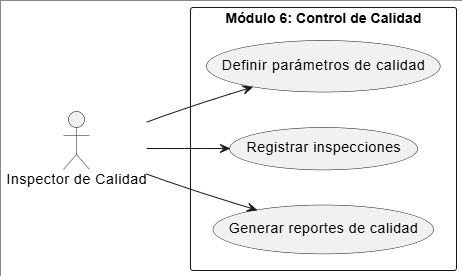 Módulo 6: Control de Calidad
Definir parámetros de calidad
Registrar inspecciones
Inspector de Calidad
Generar reportes de calidad